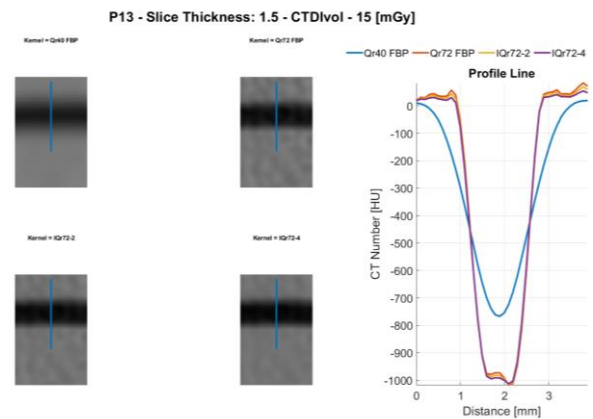 P13 - Slice Thickness: 1.5 - CTDIvol - 15 [mGy]
Kernel = Qr40 FBP
Kernel = Qr72 FBP
Kernel = IQr72-2
Kernel = IQr72-4
Qr40 FBP Qr72 FBP IQr72-2 IQr72-4
Profile Line
0
-100
-200
-300
-400
-500
-600
-700
-800
-900
-1000
CT Number [HU]
0 1 2 3
Distance [mm]